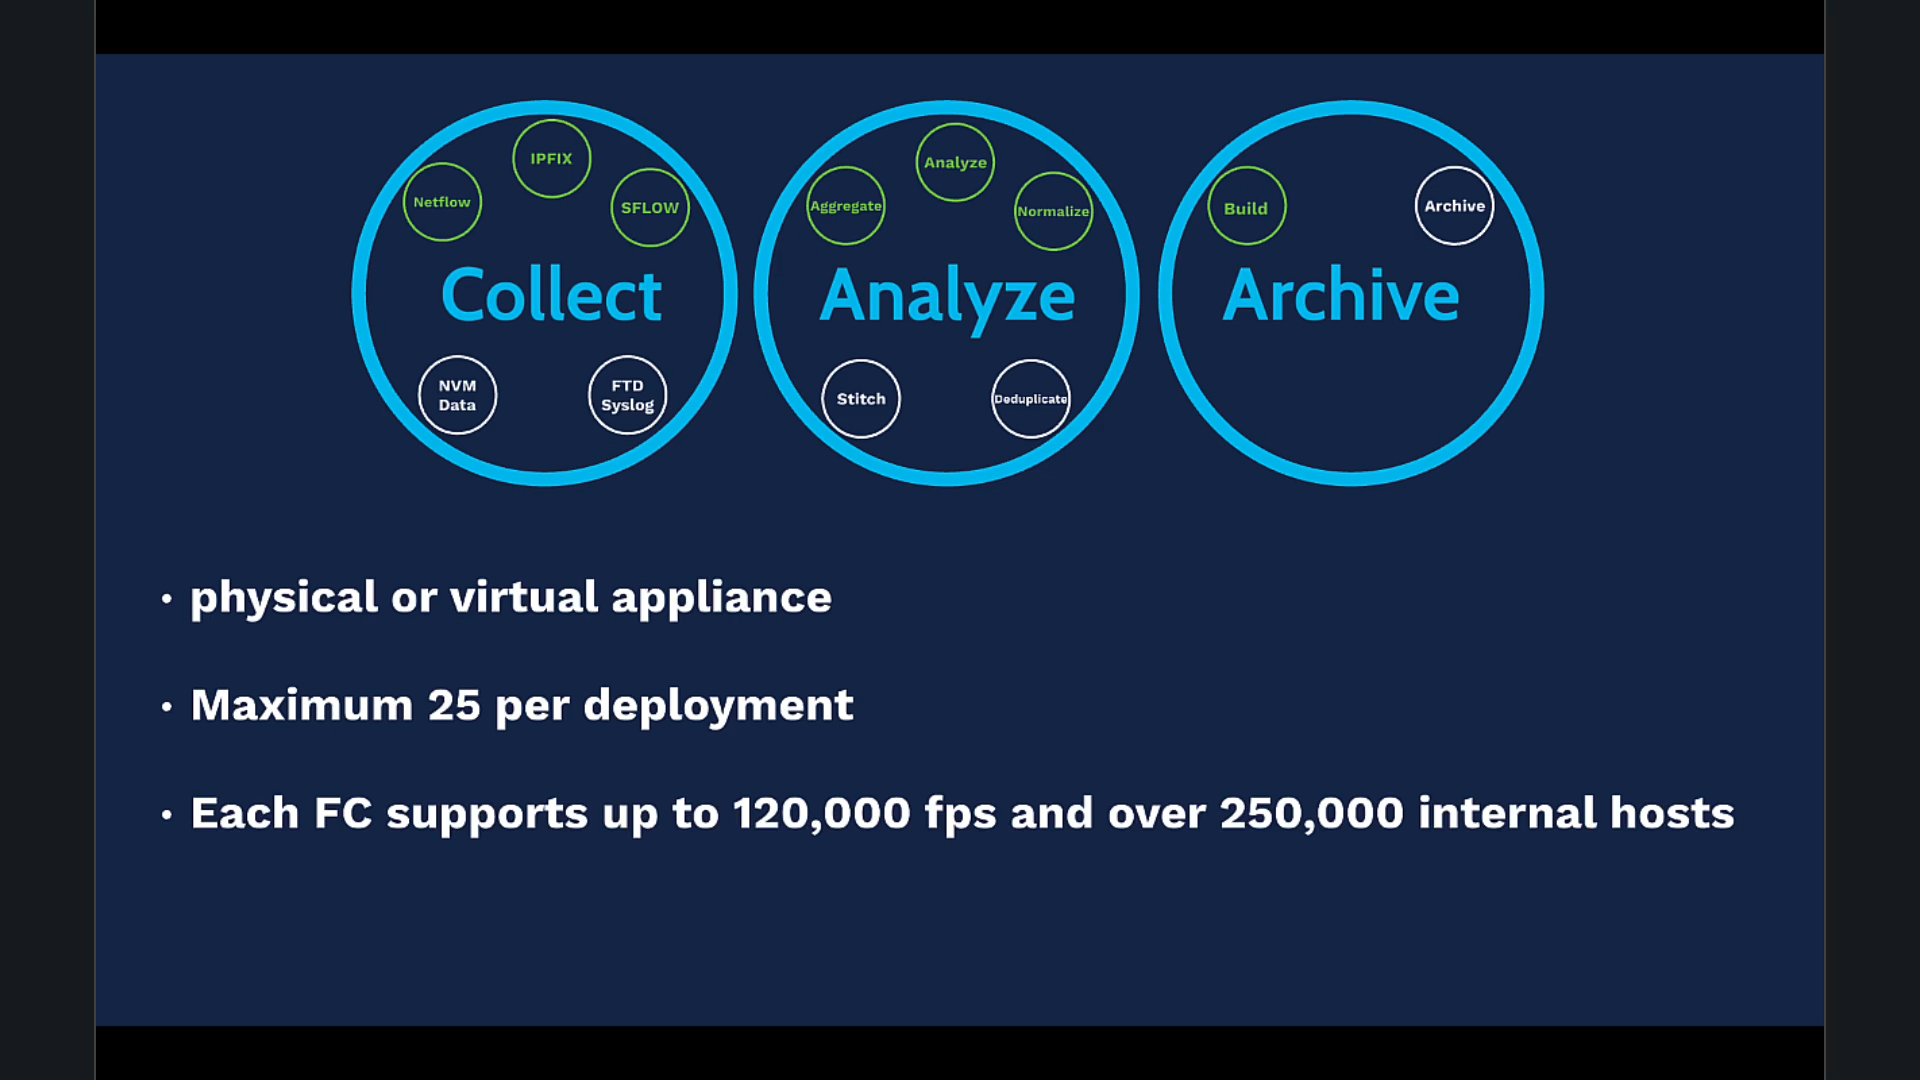 IPFIX
Netflow
SFLOW
Collect
NVM
Data
FTD
Syslog
Analyze
Aggregate
Normalize
Analyze
Stitch
Deduplicate
Build
Archive
Archive
• physical or virtual appliance
• Maximum 25 per deployment
• Each FC supports up to 120,000 fps and over 250,000 internal hosts